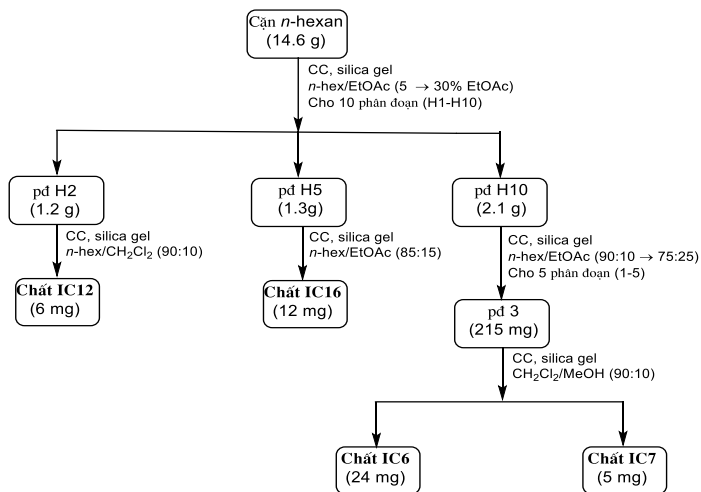 Cặn n-hexan
(14.6 g)
CC, silica gel
n-hex/EtOAc (5 → 30% EtOAc)
Cho 10 phân đoạn (H1-H10)
pđ H2
(1.2 g)
pđ H5
(1.3g)
pđ H10
(2.1 g)
CC, silica gel
n-hex/CH₂Cl₂ (90:10)
CC, silica gel
n-hex/EtOAc (85:15)
CC, silica gel
n-hex/EtOAc (90:10 → 75:25)
Cho 5 phân đoạn (1-5)
Chất IC12
(6 mg)
Chất IC16
(12 mg)
pđ 3
(215 mg)
CC, silica gel
CH₂Cl₂/MeOH (90:10)
Chất IC6
(24 mg)
Chất IC7
(5 mg)